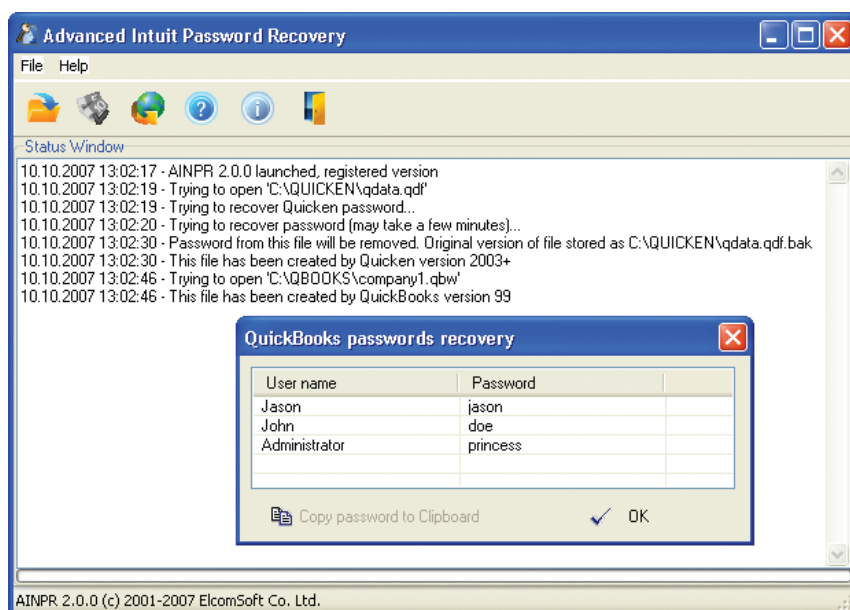 Advanced Intuit Password Recovery
File Help
Status Window
10.10.2007 13:02:17 - AINPR 2.0.0 launched, registered version
10.10.2007 13:02:19 - Trying to open 'C:\QUICKEN\qdata.qdf'
10.10.2007 13:02:19 - Trying to recover Quicken password...
10.10.2007 13:02:20 - Trying to recover password (may take a few minutes)...
10.10.2007 13:02:30 - Password from this file will be removed. Original version of file stored as C:\QUICKEN\qdata.qdf.bak
10.10.2007 13:02:30 - This file has been created by Quicken version 2003+
10.10.2007 13:02:46 - Trying to open 'C:\QBOOKS\company1.qbw'
10.10.2007 13:02:46 - This file has been created by QuickBooks version 99
QuickBooks passwords recovery
User name Password
Jason jason
John doe
Administrator princess
Copy password to Clipboard OK
AINPR 2.0.0 (c) 2001-2007 ElcomSoft Co. Ltd.